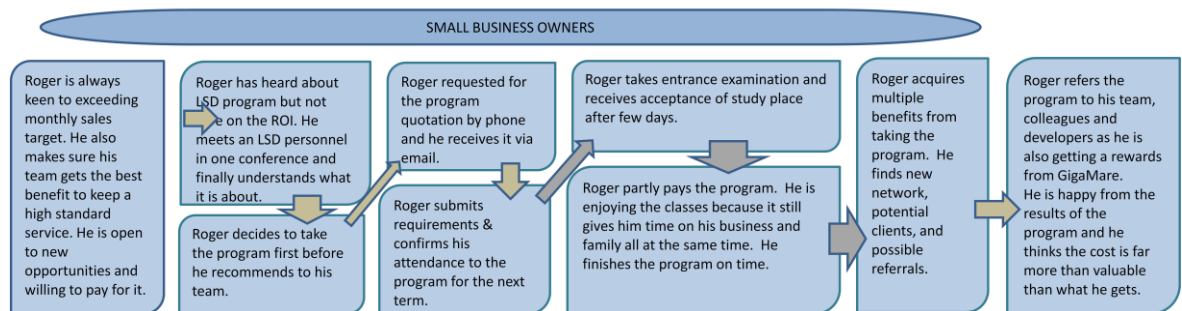 SMALL BUSINESS OWNERS
Roger is always
keen to exceeding
monthly sales
target. He also
makes sure his
team gets the best
benefit to keep a
high standard
service. He is open
to new
opportunities and
willing to pay for it.
Roger has heard about
LSD program but not
on the ROI. He
meets an LSD personnel
in one conference and
finally understands what
it is about.
Roger decides to take
the program first before
he recommends to his
team.
Roger requested for
the program
quotation by phone
and he receives it via
email.
Roger submits
requirements &
confirms his
attendance to the
program for the next
term.
Roger takes entrance examination and
receives acceptance of study place
after few days.
Roger partly pays the program. He is
enjoying the classes because it still
gives him time on his business and
family all at the same time. He
finishes the program on time.
Roger acquires
multiple
benefits from
taking the
program. He
finds new
network,
potential
clients, and
possible
referrals.
Roger refers the
program to his team,
colleagues and
developers as he is
also getting a rewards
from GigaMare.
He is happy from the
results of the
program and he
thinks the cost is far
more than valuable
than what he gets.